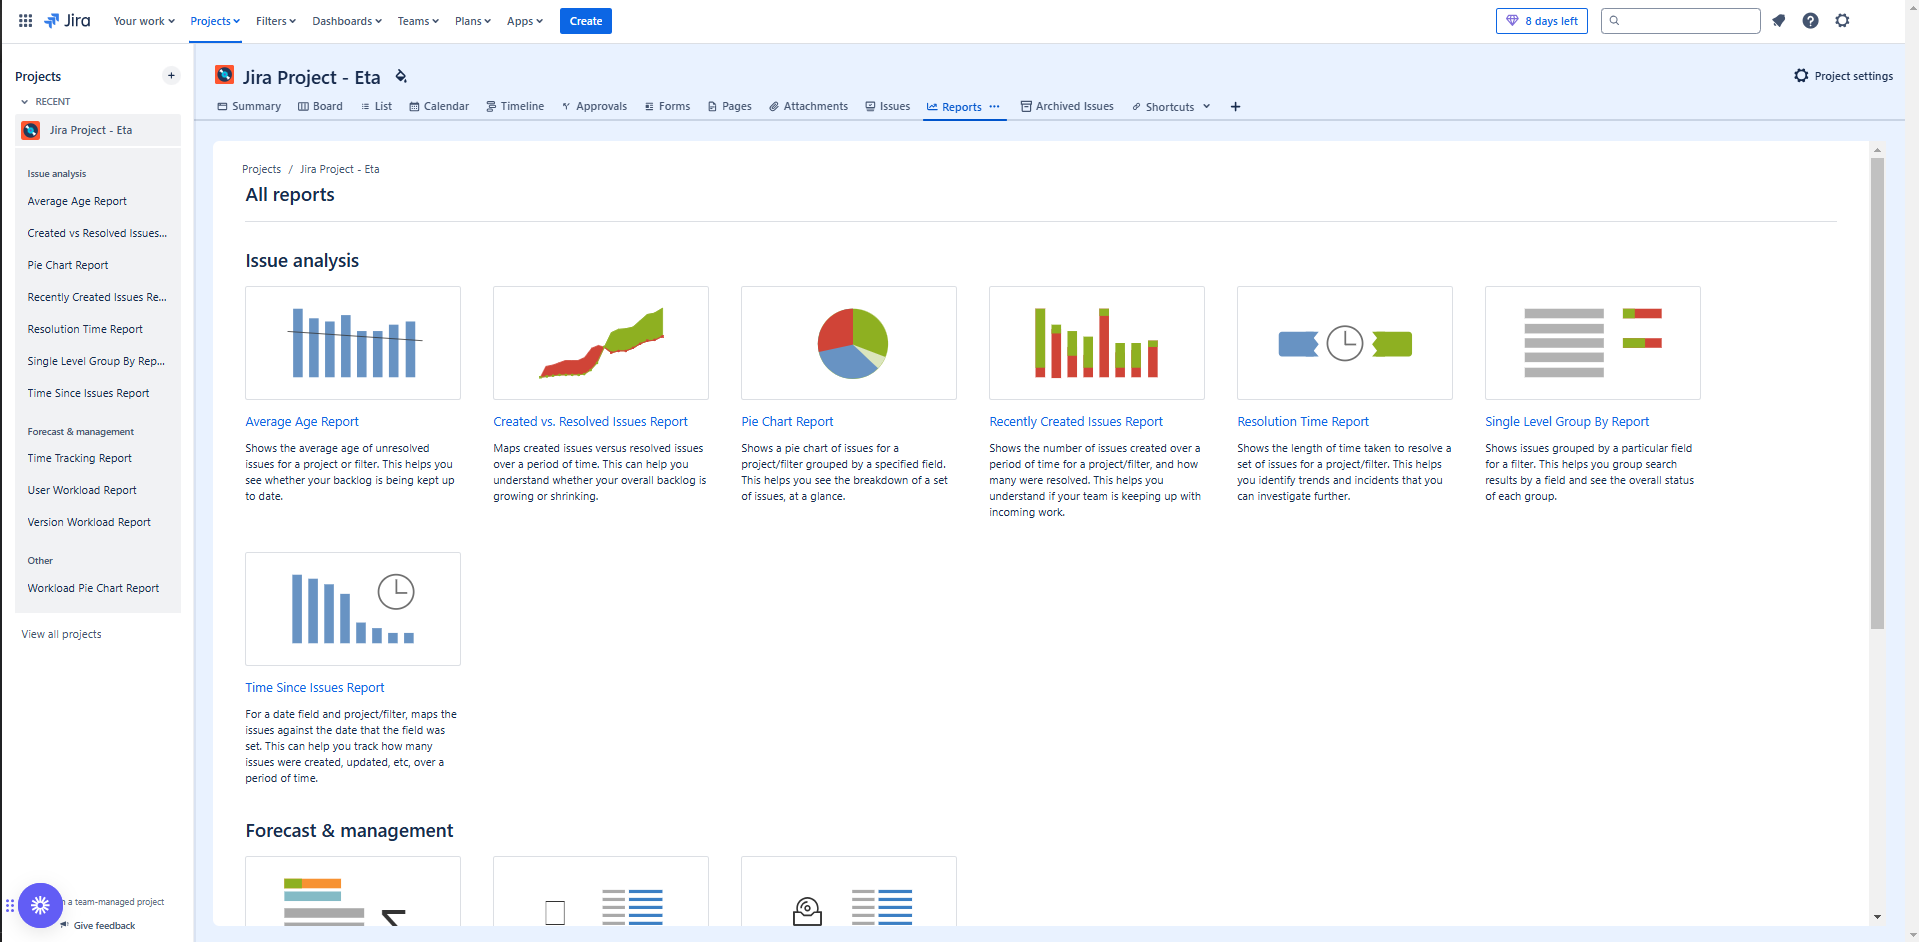 Jira
Your work
Projects
Filters
Dashboards
Teams
Plans
Apps
Create
8 days left
Projects
RECENT
Jira Project - Eta
Issue analysis
Average Age Report
Created vs Resolved Issues...
Pie Chart Report
Recently Created Issues Re...
Resolution Time Report
Single Level Group By Rep...
Time Since Issues Report
Forecast & management
Time Tracking Report
User Workload Report
Version Workload Report
Other
Workload Pie Chart Report
View all projects
a team-managed project
Give feedback
Jira Project - Eta
Project settings
Summary
Board
List
Calendar
Timeline
Approvals
Forms
Pages
Attachments
Issues
Reports
Archived Issues
Shortcuts
Projects / Jira Project - Eta
All reports
Issue analysis
Average Age Report
Shows the average age of unresolved
issues for a project or filter. This helps you
see whether your backlog is being kept up
to date.
Created vs. Resolved Issues Report
Maps created issues versus resolved issues
over a period of time. This can help you
understand whether your overall backlog is
growing or shrinking.
Pie Chart Report
Shows a pie chart of issues for a
project/filter grouped by a specified field.
This helps you see the breakdown of a set
of issues, at a glance.
Recently Created Issues Report
Shows the number of issues created over a
period of time for a project/filter, and how
many were resolved. This helps you
understand if your team is keeping up with
incoming work.
Resolution Time Report
Shows the length of time taken to resolve a
set of issues for a project/filter. This helps
you identify trends and incidents that you
can investigate further.
Single Level Group By Report
Shows issues grouped by a particular field
for a filter. This helps you group search
results by a field and see the overall status
of each group.
Time Since Issues Report
For a date field and project/filter, maps the
issues against the date that the field was
set. This can help you track how many
issues were created, updated, etc, over a
period of time.
Forecast & management